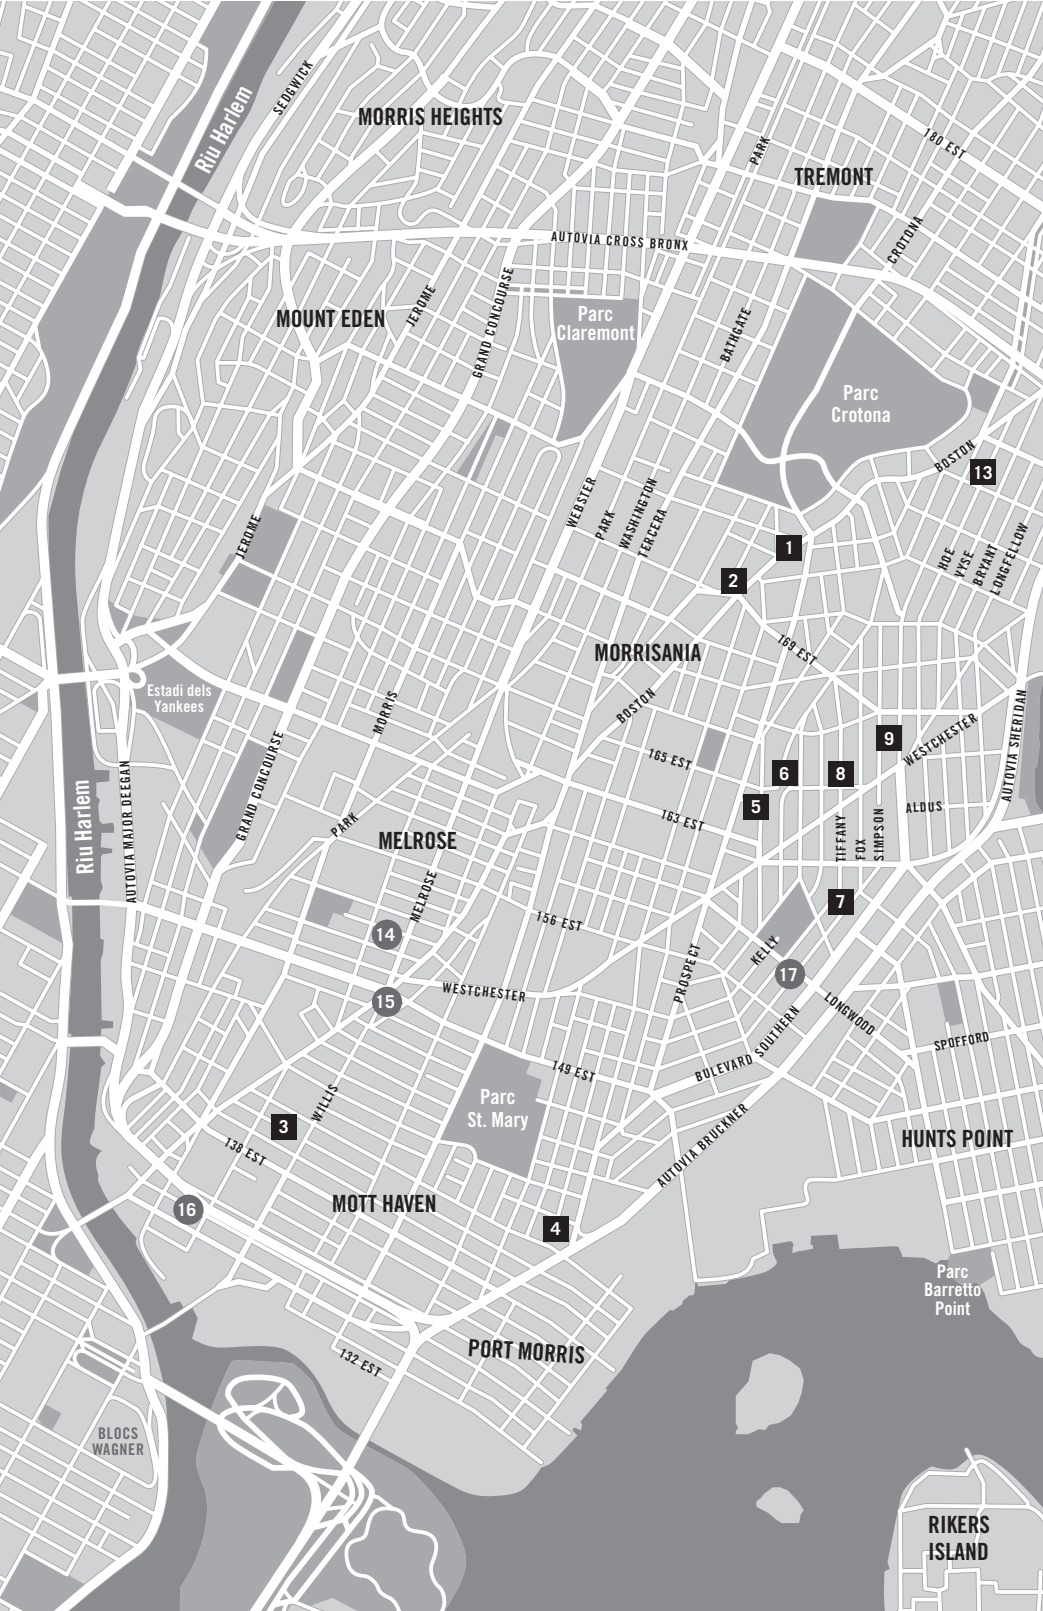 SEDGWICK
Riu Harlem
MORRIS HEIGHTS
PARK
180 EST
TREMONT
CROTONA
AUTOVIA CROSS BRONX
JEROME
GRAND CONCOURSE
MOUNT EDEN
Parc
Claremont
BATHGATE
Parc
Crotona
BOSTON
13
WEBSTER
PARK
WASHINGTON
TERCERA
JEROME
1
HOE
VYSE
BRYANT
LONGFELLOW
2
169 EST
MORRISANIA
Estadi dels
Yankees
MORRIS
BOSTON
AUTOVIA SHERIDAN
WESTCHESTER
9
165 EST
6
8
5
GRAND CONCOURSE
AUTOVIA MAJOR DEEGAN
Riu Harlem
PARK
MELROSE
163 EST
ALDUS
TIFFANY
FOX
SIMPSON
MELROSE
7
156 EST
14
KELLY
PROSPECT
17
15
WESTCHESTER
LONGWOOD
BULEVARD SOUTHERN
SPOFFORD
149 EST
Parc
St. Mary
WILLIS
3
138 EST
AUTOVIA BRUCKNER
HUNTS POINT
MOTT HAVEN
16
4
Parc
Barretto
Point
PORT MORRIS
132 EST
BLOCS
WAGNER
RIKERS
ISLAND